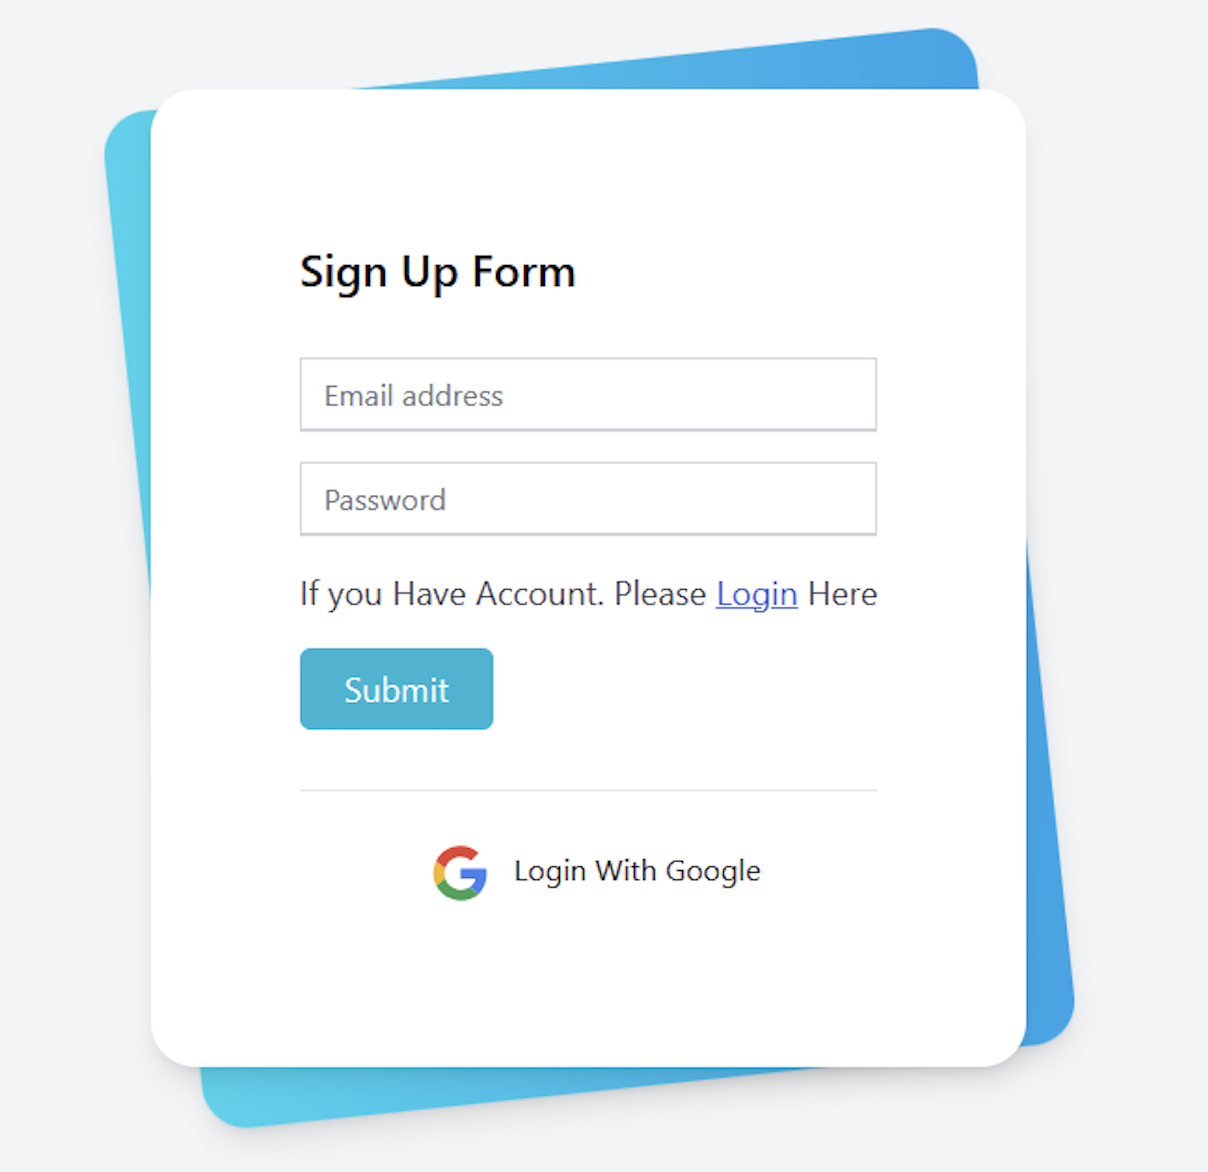 Sign Up Form
Email address
Password
If you Have Account. Please Login Here
Submit
Login With Google